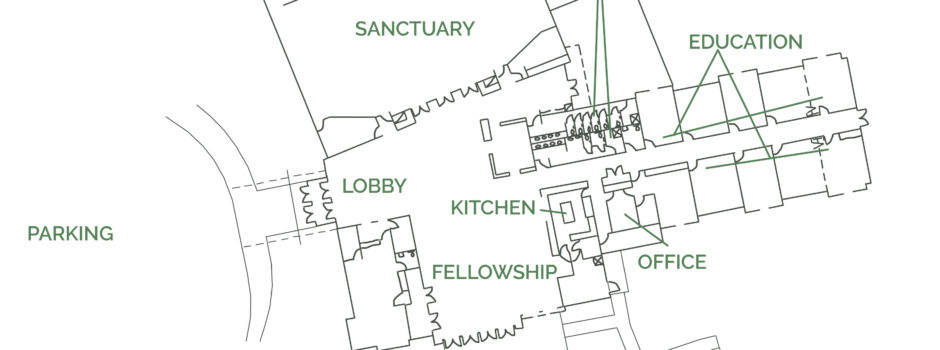 SANCTUARY
EDUCATION
LOBBY
KITCHEN
PARKING
OFFICE
FELLOWSHIP